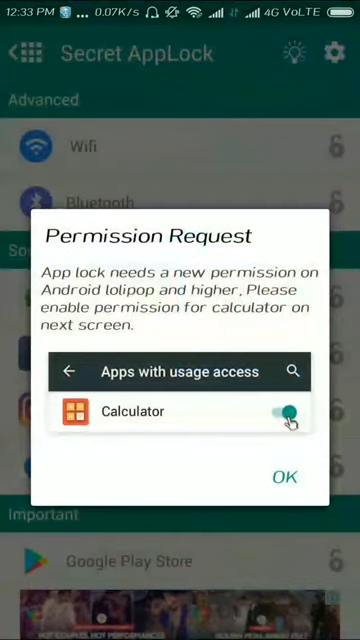 12:33 PM ... 0.07K/s 4G VoLTE
Secret AppLock
Advanced
Wifi
Bluetooth
Permission Request
App lock needs a new permission on
Android lolipop and higher, Please
enable permission for calculator on
next screen.
Apps with usage access
Calculator
OK
Important
Google Play Store